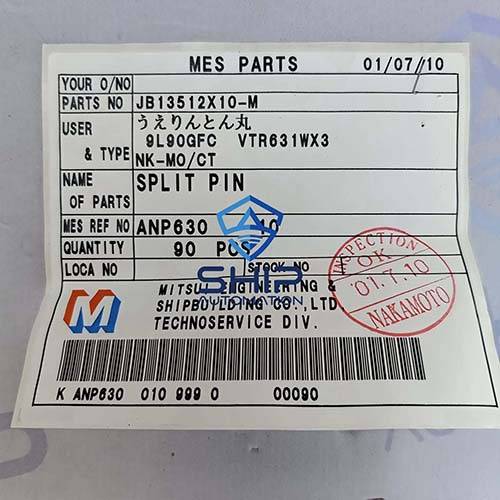 MES PARTS 01/07/10
YOUR O/NO
PARTS NO JB13512X10-M
USER うえりんとん丸
& TYPE 9L90GFC VTR631WX3
NK-MO/CT
NAME SPLIT PIN
OF PARTS
MES REF NO ANP630 10
QUANTITY 90 PCS
LOCA NO STOCK NO
SHIP
AUTOMATION
MITSUI ENGINEERING &
SHIPBUILDING CO.,LTD.
TECHNOSERVICE DIV.
M
INSPECTION
OK
'01.7.10
NAKAMOTO
K ANP630 010 999 0 00090